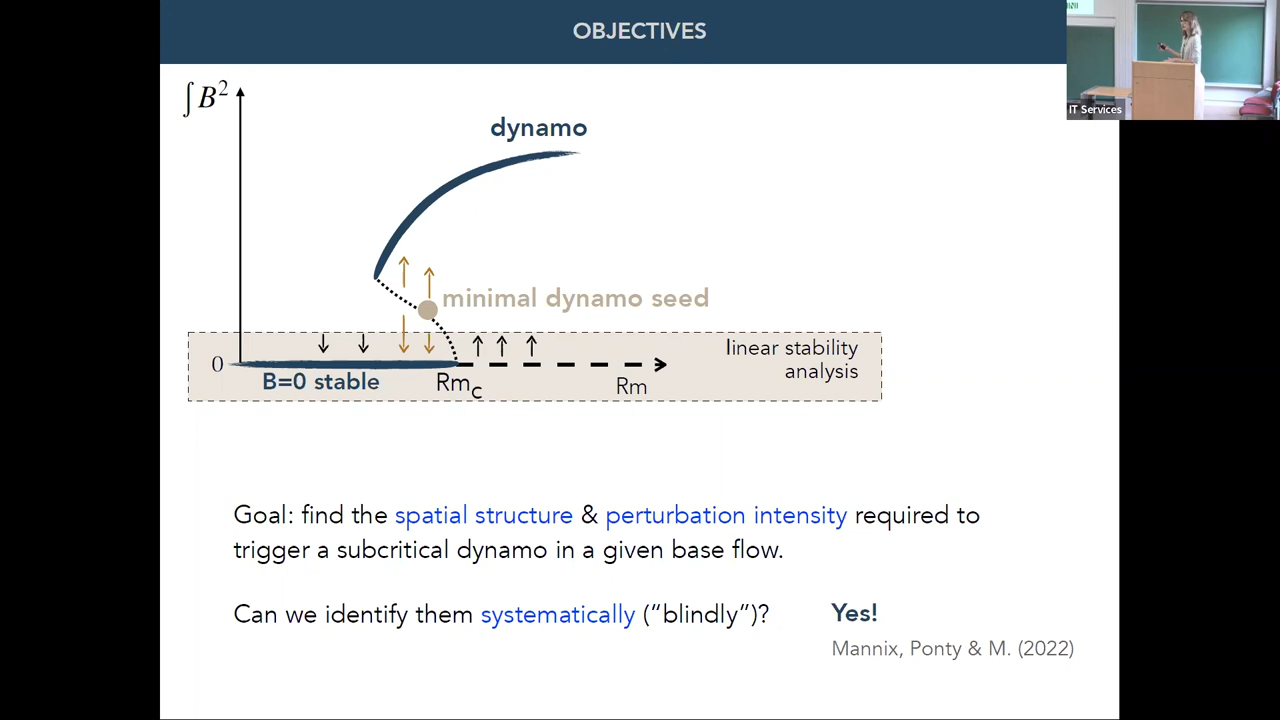 OBJECTIVES
IT Services
∫B²
dynamo
minimal dynamo seed
linear stability
analysis
0
B=0 stable
Rm_C
Rm
Goal: find the spatial structure & perturbation intensity required to
trigger a subcritical dynamo in a given base flow.
Can we identify them systematically (“blindly”)? Yes!
Mannix, Ponty & M. (2022)